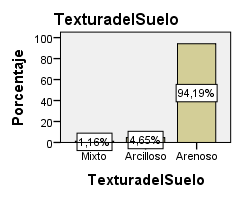 TexturadelSuelo
Porcentaje
100
80
60
40
20
0
1,16%
4,65%
94,19%
Mixto
Arcilloso
Arenoso
TexturadelSuelo